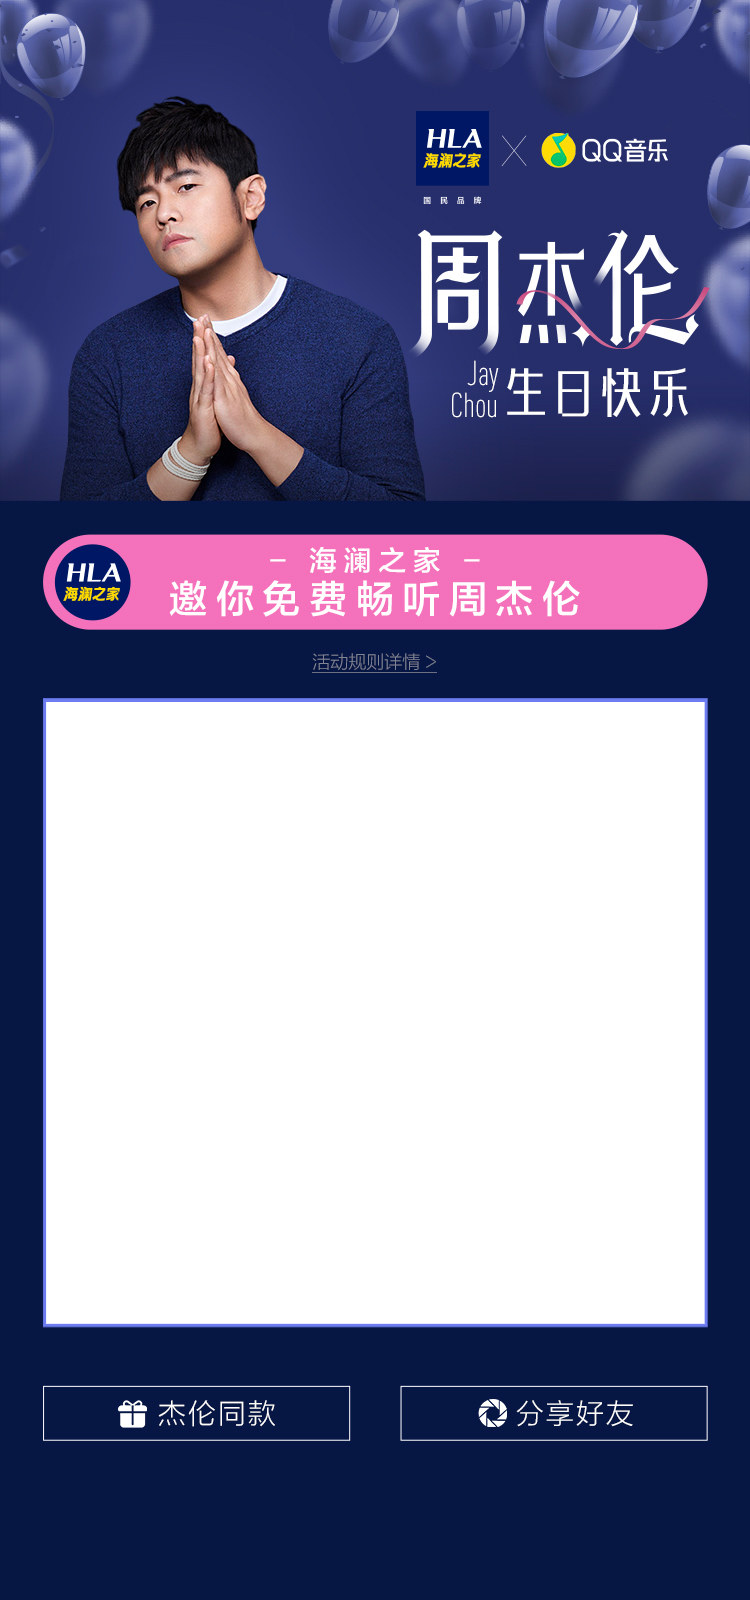 HLA
海澜之家
国民品牌
QQ音乐
周杰伦
Jay
Chou
生日快乐
HLA
海澜之家
– 海澜之家 –
邀你免费畅听周杰伦
活动规则详情 >
杰伦同款
分享好友